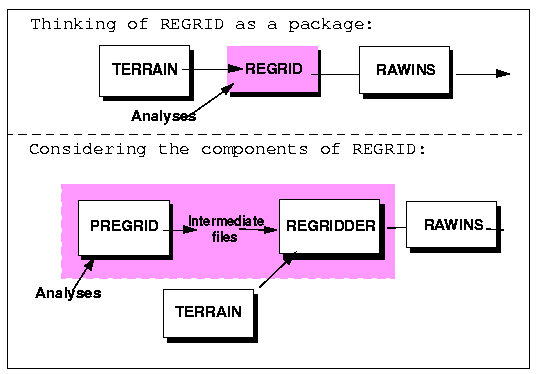 Thinking of REGRID as a package:
TERRAIN
REGRID
RAWINS
Analyses
Considering the components of REGRID:
PREGRID
Intermediate
files
REGRIDDER
RAWINS
Analyses
TERRAIN